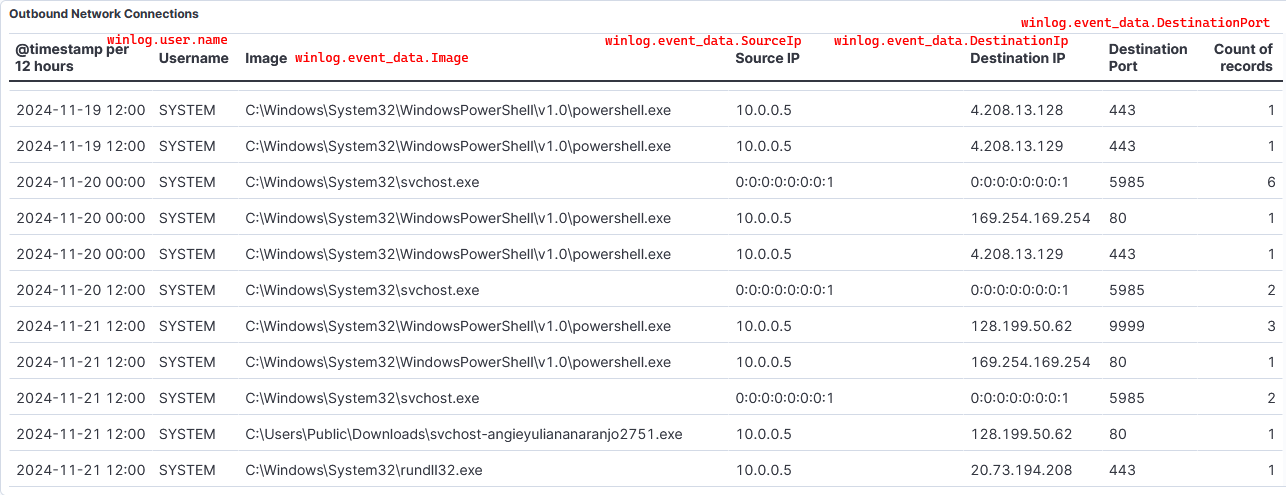 Outbound Network Connections
winlog.event_data.DestinationPort
winlog.user.name winlog.event_data.SourceIp winlog.event_data.DestinationIp
@timestamp per 12 hours Username Image winlog.event_data.Image Source IP Destination IP Destination Port Count of records
2024-11-19 12:00 SYSTEM C:\Windows\System32\WindowsPowerShell\v1.0\powershell.exe 10.0.0.5 4.208.13.128 443 1
2024-11-19 12:00 SYSTEM C:\Windows\System32\WindowsPowerShell\v1.0\powershell.exe 10.0.0.5 4.208.13.129 443 1
2024-11-20 00:00 SYSTEM C:\Windows\System32\svchost.exe 0:0:0:0:0:0:0:1 0:0:0:0:0:0:0:1 5985 6
2024-11-20 00:00 SYSTEM C:\Windows\System32\WindowsPowerShell\v1.0\powershell.exe 10.0.0.5 169.254.169.254 80 1
2024-11-20 00:00 SYSTEM C:\Windows\System32\WindowsPowerShell\v1.0\powershell.exe 10.0.0.5 4.208.13.129 443 1
2024-11-20 12:00 SYSTEM C:\Windows\System32\svchost.exe 0:0:0:0:0:0:0:1 0:0:0:0:0:0:0:1 5985 2
2024-11-21 12:00 SYSTEM C:\Windows\System32\WindowsPowerShell\v1.0\powershell.exe 10.0.0.5 128.199.50.62 9999 3
2024-11-21 12:00 SYSTEM C:\Windows\System32\WindowsPowerShell\v1.0\powershell.exe 10.0.0.5 169.254.169.254 80 1
2024-11-21 12:00 SYSTEM C:\Windows\System32\svchost.exe 0:0:0:0:0:0:0:1 0:0:0:0:0:0:0:1 5985 2
2024-11-21 12:00 SYSTEM C:\Users\Public\Downloads\svchost-angieyuliananaranjo2751.exe 10.0.0.5 128.199.50.62 80 1
2024-11-21 12:00 SYSTEM C:\Windows\System32\rundll32.exe 10.0.0.5 20.73.194.208 443 1